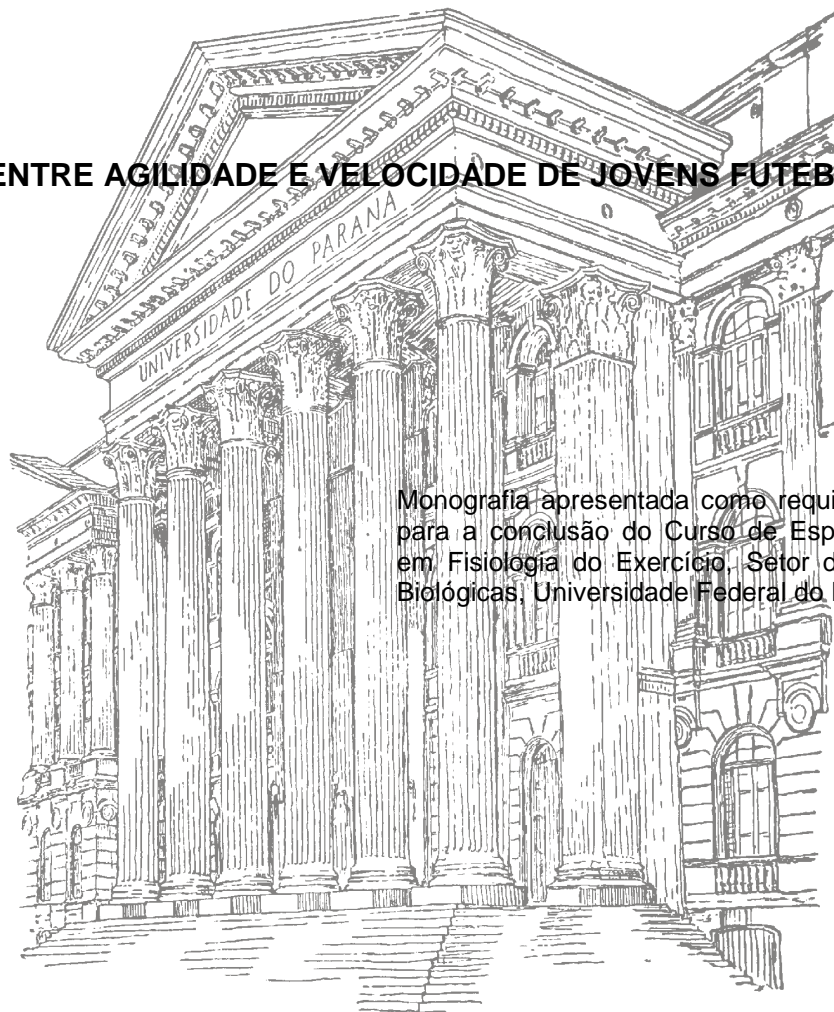 ENTRE AGILIDADE E VELOCIDADE DE JOVENS FUTEB
UNIVERSIDADE DO PARANÁ
Monografia apresentada como requi
para a conclusão do Curso de Esp
em Fisiologia do Exercício, Setor d
Biológicas, Universidade Federal do